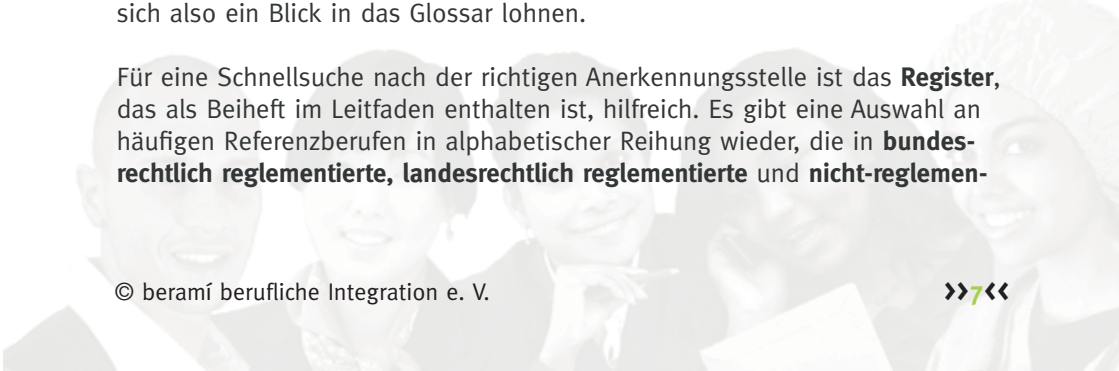 sich also ein Blick in das Glossar lohnen.
Für eine Schnellsuche nach der richtigen Anerkennungsstelle ist das Register,
das als Beiheft im Leitfaden enthalten ist, hilfreich. Es gibt eine Auswahl an
häufigen Referenzberufen in alphabetischer Reihung wieder, die in bundes-
rechtlich reglementierte, landesrechtlich reglementierte und nicht-reglemen-
© beramí berufliche Integration e. V. >>7<<